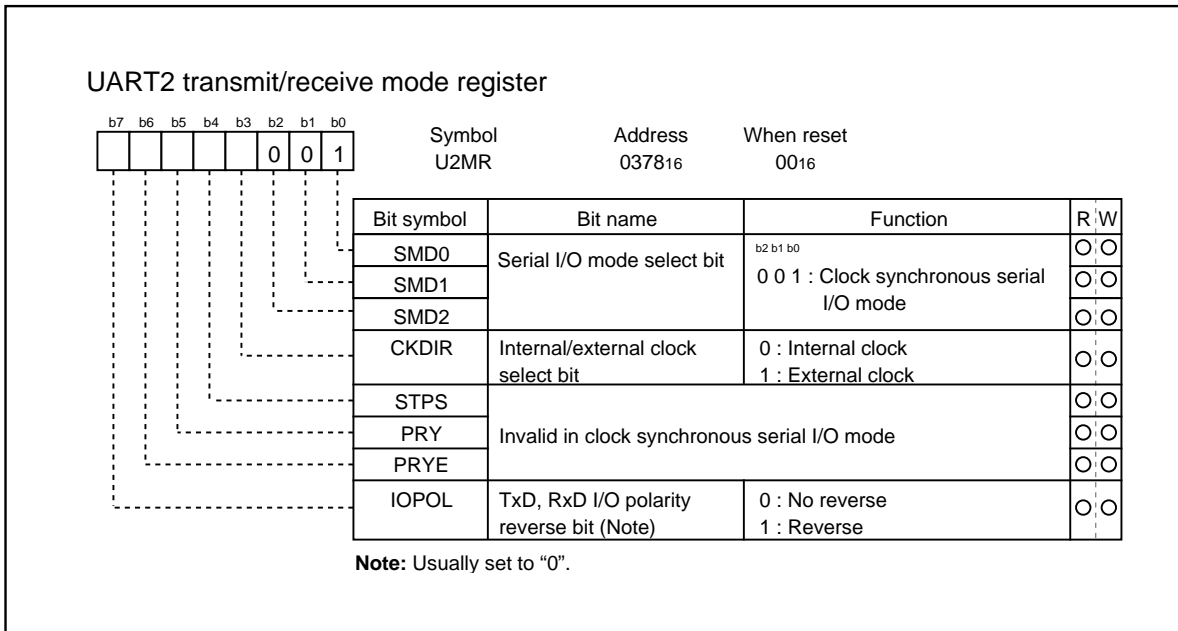 UART2 transmit/receive mode register
b7 b6 b5 b4 b3 b2 b1 b0
0 0 1
Symbol Address When reset
U2MR 037816 0016
Bit symbol Bit name Function R W
SMD0 Serial I/O mode select bit b2 b1 b0
SMD1 0 0 1 : Clock synchronous serial
I/O mode
SMD2
CKDIR Internal/external clock 0 : Internal clock
select bit 1 : External clock
STPS
PRY Invalid in clock synchronous serial I/O mode
PRYE
IOPOL TxD, RxD I/O polarity 0 : No reverse
reverse bit (Note) 1 : Reverse
Note: Usually set to “0”.